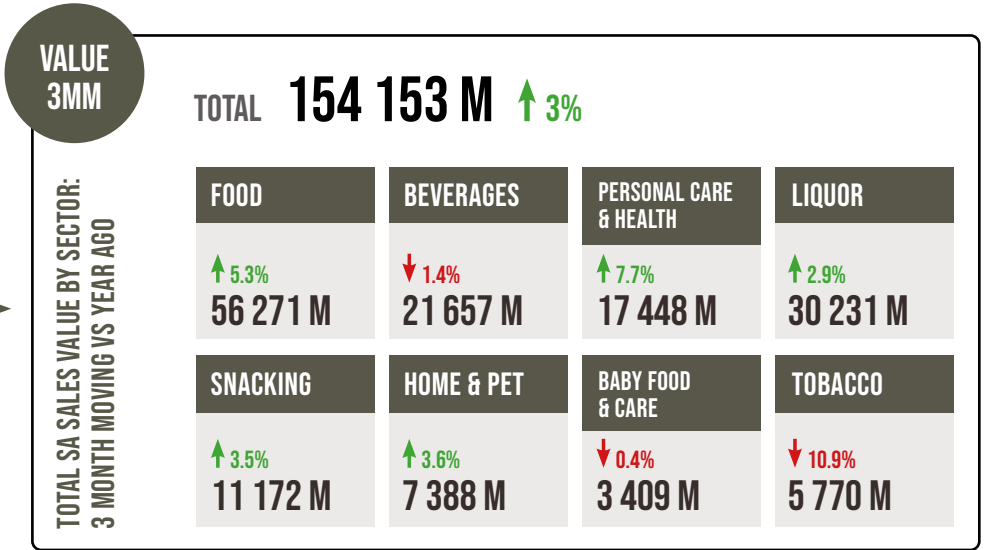 VALUE
3MM
TOTAL SA SALES VALUE BY SECTOR:
3 MONTH MOVING VS YEAR AGO
TOTAL 154 153 M 3%
FOOD
5.3%
56 271 M
BEVERAGES
1.4%
21 657 M
PERSONAL CARE
& HEALTH
7.7%
17 448 M
LIQUOR
2.9%
30 231 M
SNACKING
3.5%
11 172 M
HOME & PET
3.6%
7 388 M
BABY FOOD
& CARE
0.4%
3 409 M
TOBACCO
10.9%
5 770 M